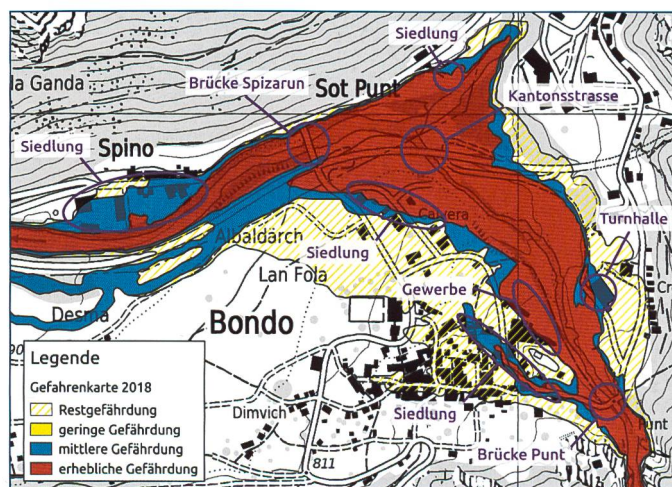 Siedlung
la Ganda
Brücke Spizarun
Sot Punt
Kantonsstrasse
Siedlung
Spino
Turnhalle
Albaldärch
Siedlung
Lan Fola
Gewerbe
Desma
Bondo
Legende
Gefahrenkarte 2018
Restgefährdung
geringe Gefährdung
mittlere Gefährdung
erhebliche Gefährdung
Dimvich
Siedlung
811
Brücke Punt